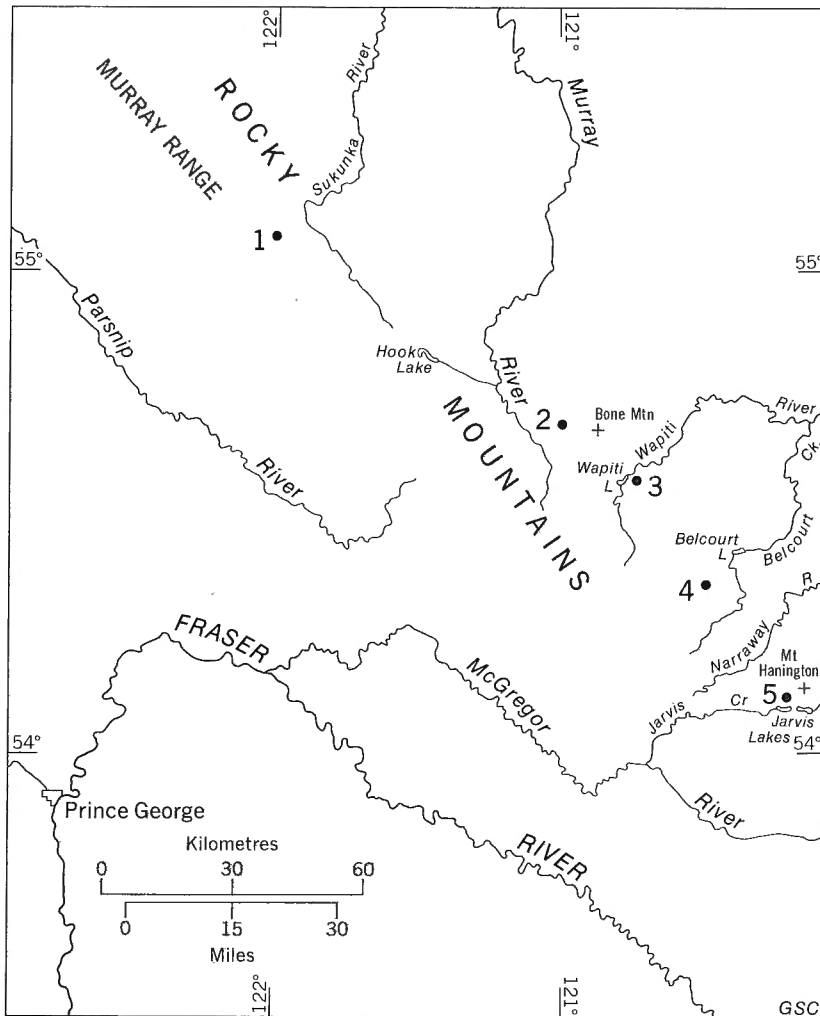 122°
121°
MURRAY RANGE
ROCKY
River
Sukunka
Murray
1
55°
55°
Parsnip
Hook
Lake
River
MOUNTAINS
2
Bone Mtn
River
Wapiti
Ck.
Wapiti
L
3
River
Belcourt
L
Belcourt
4
R
FRASER
Narraway
Mt
Hanington
McGregor
5
Jarvis
Cr
Jarvis
Lakes
54°
54°
Prince George
River
Kilometres
0 30 60
RIVER
0 15 30
Miles
122°
121°
GSC